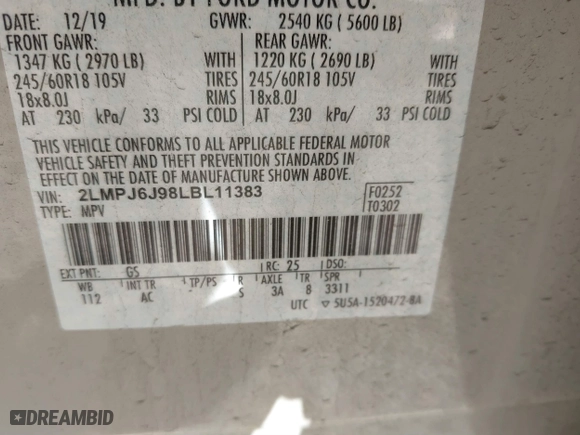 MFD. BY FORD MOTOR CO.
DATE: 12/19 GVWR: 2540 KG ( 5600 LB)
FRONT GAWR: REAR GAWR:
1347 KG ( 2970 LB) WITH 1220 KG ( 2690 LB) WITH
245/60R18 105V TIRES 245/60R18 105V TIRES
18x8.0J RIMS 18x8.0J RIMS
AT 230 kPa/ 33 PSI COLD AT 230 kPa/ 33 PSI COLD
THIS VEHICLE CONFORMS TO ALL APPLICABLE FEDERAL MOTOR
VEHICLE SAFETY AND THEFT PREVENTION STANDARDS IN
EFFECT ON THE DATE OF MANUFACTURE SHOWN ABOVE.
VIN: 2LMPJ6J98LBL11383 F0252
TYPE: MPV T0302
EXT PNT: GS RC: 25 DSO:
WB INT TR TP/PS R AXLE TR SPR
112 AC S 3A 8 3311
UTC ▽ 5U5A-1520472-BA
DREAMBID